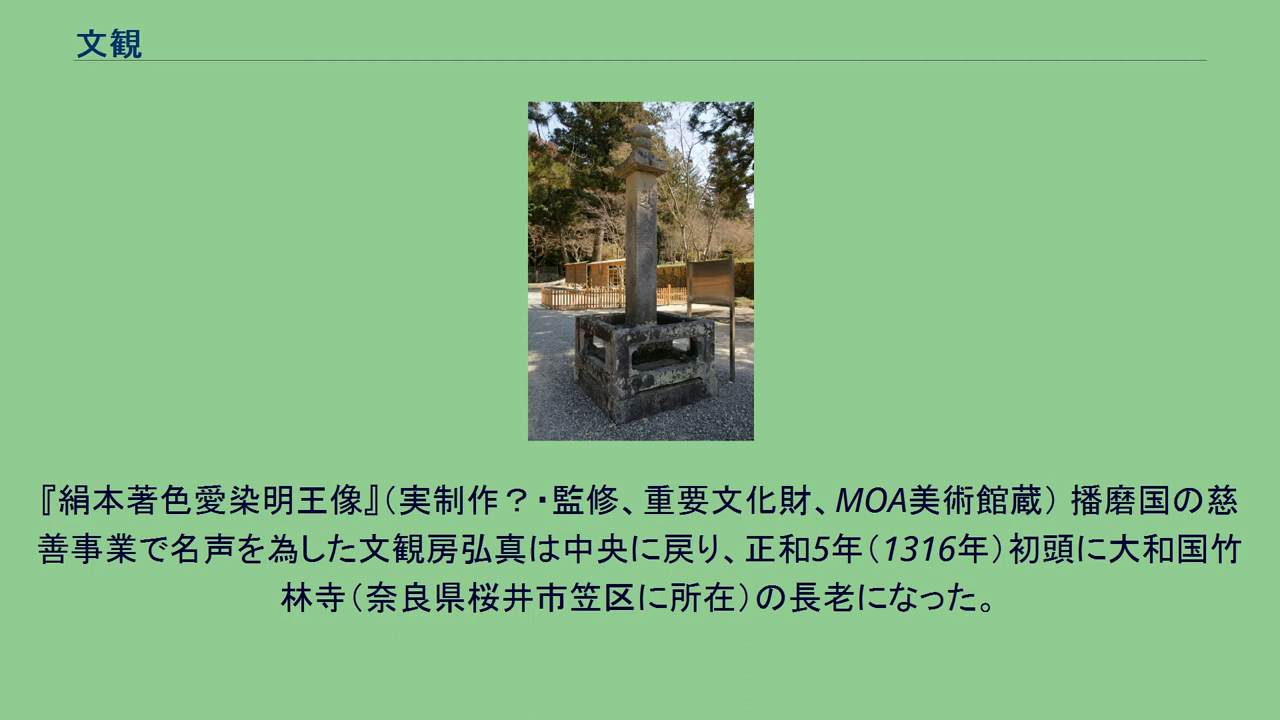 文観
『絹本著色愛染明王像』（実制作？・監修、重要文化財、MOA美術館蔵） 播磨国の慈
善事業で名声を為した文観房弘真は中央に戻り、正和5年（1316年）初頭に大和国竹
林寺（奈良県桜井市笠区に所在）の長老になった。